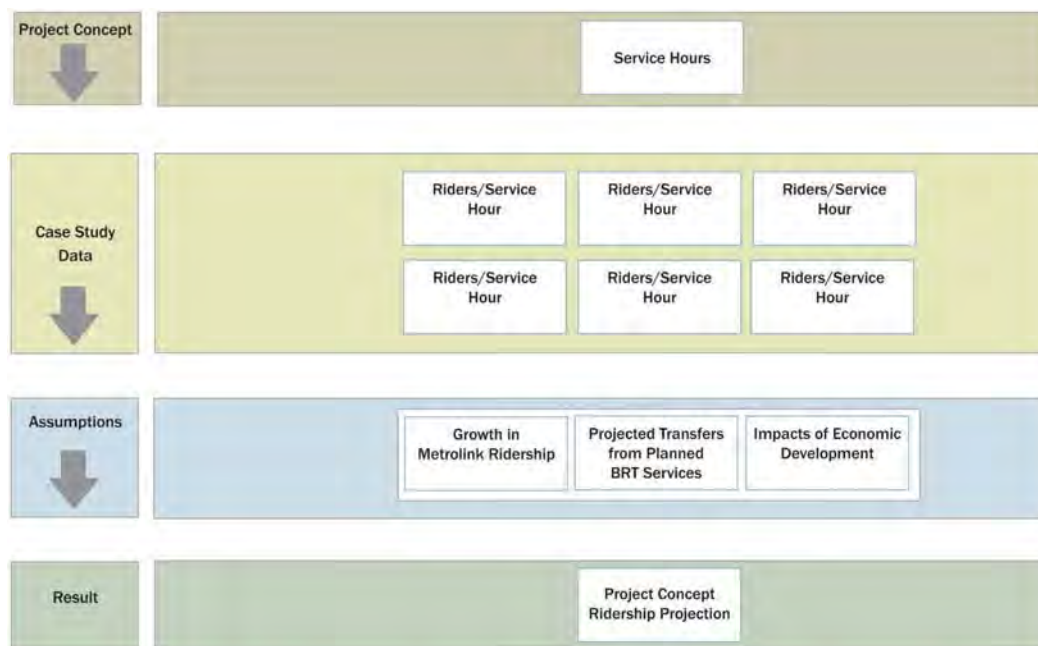 Project Concept
Service Hours
Case Study
Data
Riders/Service
Hour
Riders/Service
Hour
Riders/Service
Hour
Riders/Service
Hour
Riders/Service
Hour
Riders/Service
Hour
Assumptions
Growth in
Metrolink Ridership
Projected Transfers
from Planned
BRT Services
Impacts of Economic
Development
Result
Project Concept
Ridership Projection